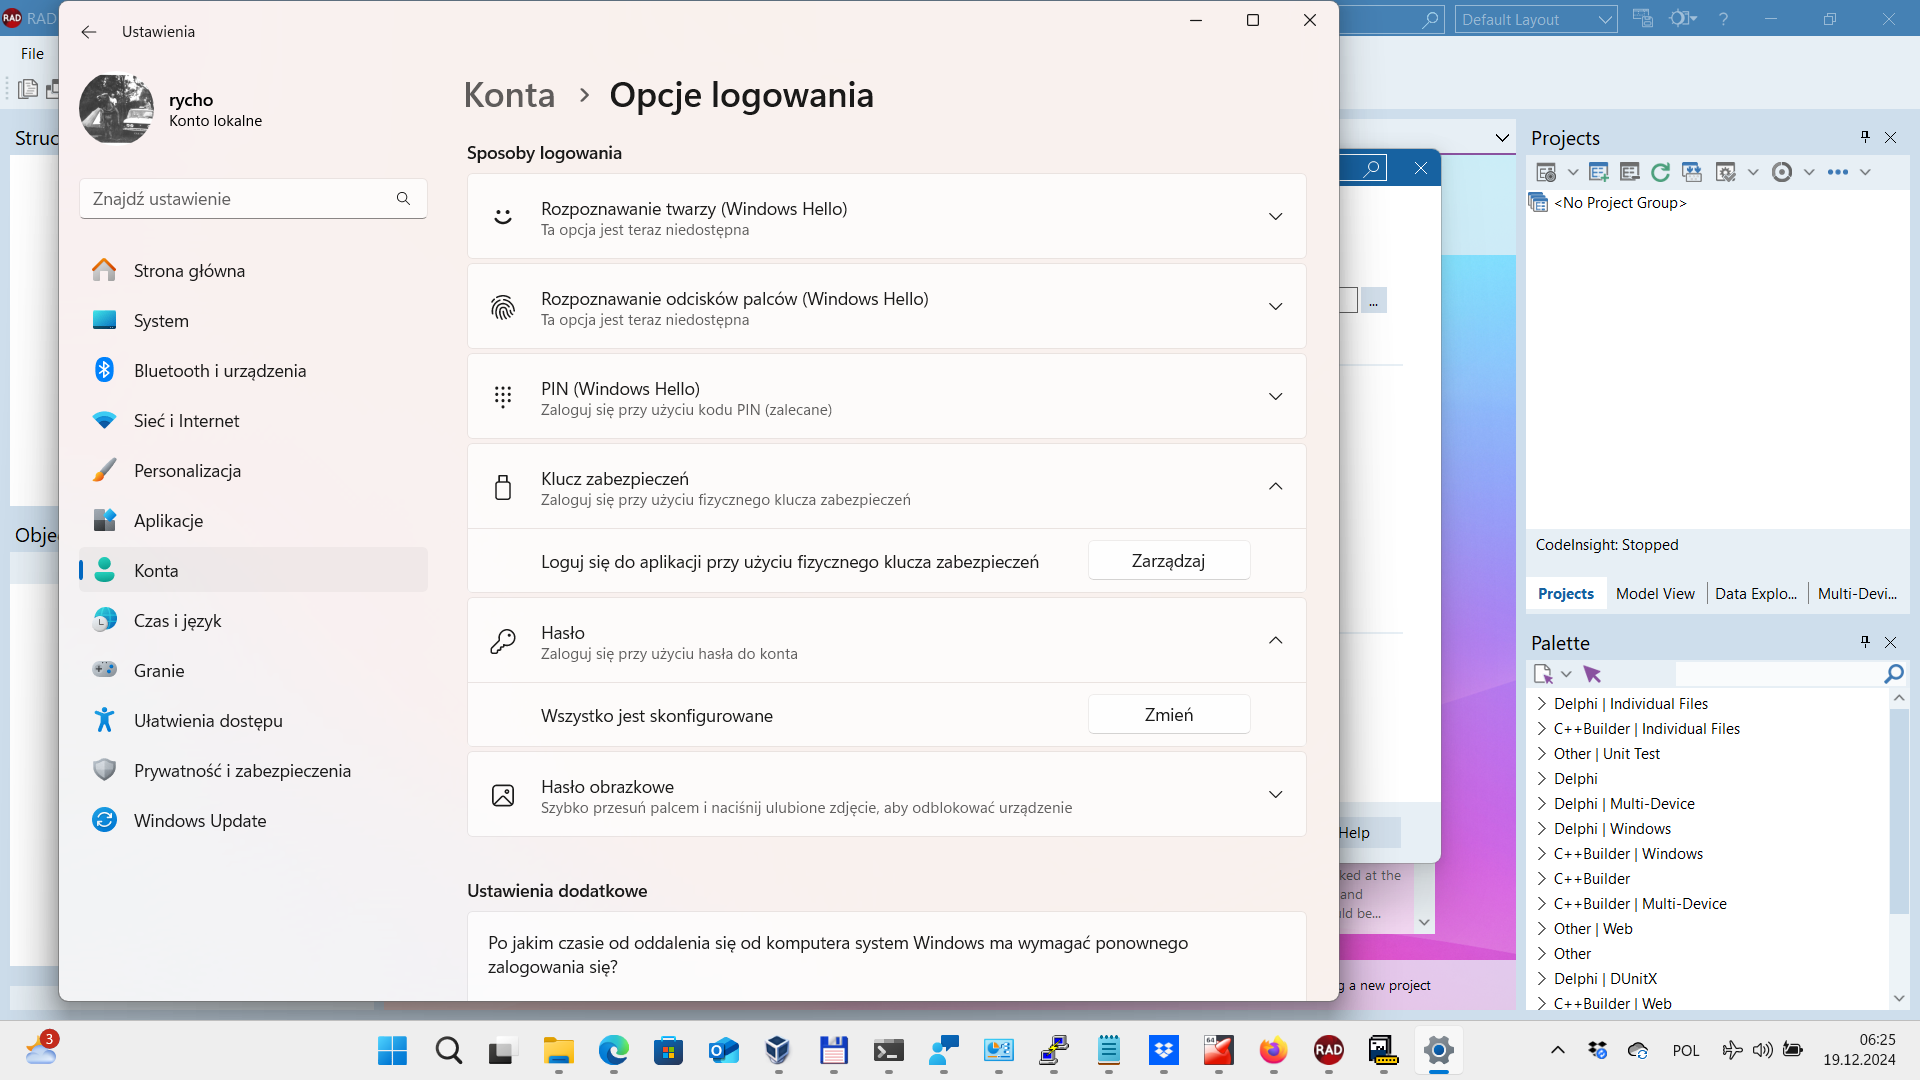 RAD
RAD
Default Layout
?
File
Struc
Obje
Ustawienia
rycho
Konto lokalne
Znajdź ustawienie
Strona główna
System
Bluetooth i urządzenia
Sieć i Internet
Personalizacja
Aplikacje
Konta
Czas i język
Granie
Ułatwienia dostępu
Prywatność i zabezpieczenia
Windows Update
Konta > Opcje logowania
Sposoby logowania
Rozpoznawanie twarzy (Windows Hello)
Ta opcja jest teraz niedostępna
Rozpoznawanie odcisków palców (Windows Hello)
Ta opcja jest teraz niedostępna
PIN (Windows Hello)
Zaloguj się przy użyciu kodu PIN (zalecane)
Klucz zabezpieczeń
Zaloguj się przy użyciu fizycznego klucza zabezpieczeń
Loguj się do aplikacji przy użyciu fizycznego klucza zabezpieczeń
Zarządzaj
Hasło
Zaloguj się przy użyciu hasła do konta
Wszystko jest skonfigurowane
Zmień
Hasło obrazkowe
Szybko przesuń palcem i naciśnij ulubione zdjęcie, aby odblokować urządzenie
Ustawienia dodatkowe
Po jakim czasie od oddalenia się od komputera system Windows ma wymagać ponownego
zalogowania się?
...
Help
ked at the
and
ld be...
g a new project
Projects
<No Project Group>
CodeInsight: Stopped
Projects
Model View
Data Explo...
Multi-Devi...
Palette
Delphi | Individual Files
C++Builder | Individual Files
Other | Unit Test
Delphi
Delphi | Multi-Device
Delphi | Windows
C++Builder | Windows
C++Builder
C++Builder | Multi-Device
Other | Web
Other
Delphi | DUnitX
C++Builder | Web
3
64
RAD
POL
06:25
19.12.2024